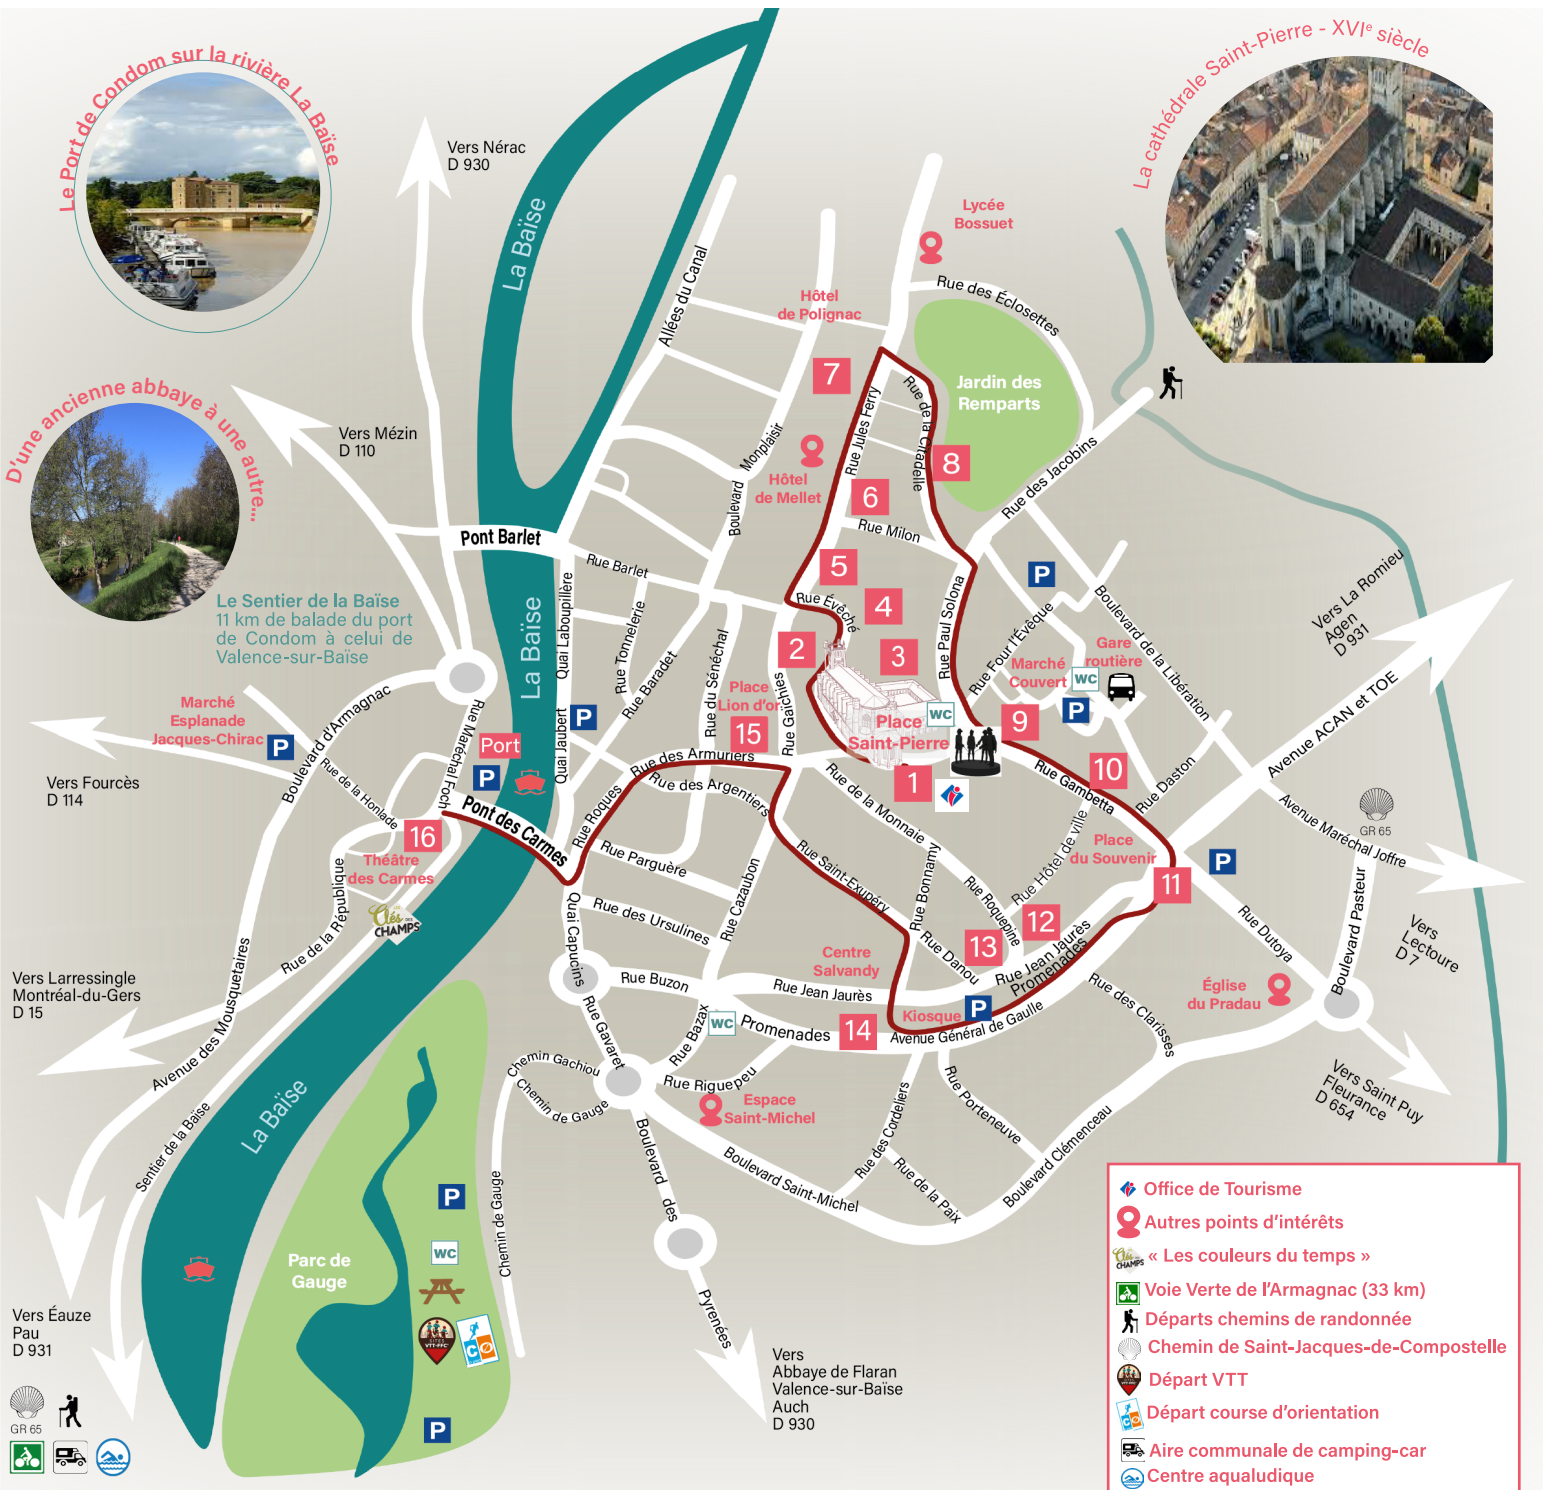 Le Port de Condom sur la rivière La Baïse
La cathédrale Saint-Pierre - XVIe siècle
Vers Nérac
D 930
La Baïse
Allées du Canal
Lycée
Bossuet
Rue des Éclosettes
Hôtel
de Polignac
7
Jardin des
Remparts
D'une ancienne abbaye à une autre...
Vers Mézin
D 110
Rue Jules Ferry
Rue de la Citadelle
8
Boulevard Monplaisir
Hôtel
de Mellet
6
Rue des Jacobins
Rue Milon
Pont Barlet
Rue Barlet
5
P
Vers La Romieu
Agen
D 931
Le Sentier de la Baïse
11 km de balade du port
de Condom à celui de
Valence-sur-Baïse
La Baïse
Quai Laboupillère
Rue Tonnelerie
Rue Baradet
Rue du Sénéchal
Rue Évêché
4
2
3
Rue Paul Solona
Rue Four l'Évêque
Boulevard de la Libération
Gare
routière
Marché
Couvert
WC
P
Marché
Esplanade
Jacques-Chirac
P
Boulevard d'Armagnac
Rue Maréchal Foch
Port
P
Quai Jaubert
P
Place
Lion d'or
15
Rue Gaichies
Place
Saint-Pierre
WC
9
Avenue ACAN et TOE
Vers Fourcès
D 114
Rue de la Honlade
Rue des Armuriers
Rue des Argentiers
1
Rue de la Monnaie
10
Rue Gambetta
Rue Daston
Avenue Maréchal Joffre
GR 65
16
Théâtre
des Carmes
Pont des Carmes
Rue Roques
Rue Parguère
Rue Saint-Exupéry
Rue Bonnamy
Rue Roquepine
Rue Hôtel de ville
Place
du Souvenir
P
11
LES
Clés DES
CHAMPS
Rue de la République
Quai Capucins
Rue des Ursulines
Rue Cazaubon
12
13
Rue Danou
Rue Jean Jaurès
Promenades
Rue Dutoya
Boulevard Pasteur
Vers
Lectoure
D 7
Vers Larressingle
Montréal-du-Gers
D 15
Avenue des Mousquetaires
Centre
Salvandy
Rue Buzon
Rue Jean Jaurès
Kiosque
P
Rue des Clarisses
Église
du Pradau
Rue Gavaret
Rue Bazax
WC
Promenades
14
Avenue Général de Gaulle
Sentier de la Baïse
La Baïse
Chemin Gachiou
Chemin de Gauge
Rue Riguepeu
Espace
Saint-Michel
Rue des Cordeliers
Rue Porteneuve
Vers Saint Puy
Fleurance
D 654
Boulevard des Pyrenées
Boulevard Saint-Michel
Rue de la Paix
Boulevard Clémenceau
Chemin de Gauge
P
WC
Parc de
Gauge
SITES
VTT-FFC
CO
P
Vers Éauze
Pau
D 931
GR 65
Vers
Abbaye de Flaran
Valence-sur-Baïse
Auch
D 930
Office de Tourisme
Autres points d'intérêts
Clés CHAMPS
« Les couleurs du temps »
Voie Verte de l'Armagnac (33 km)
Départs chemins de randonnée
Chemin de Saint-Jacques-de-Compostelle
Départ VTT
Départ course d'orientation
Aire communale de camping-car
Centre aqualudique